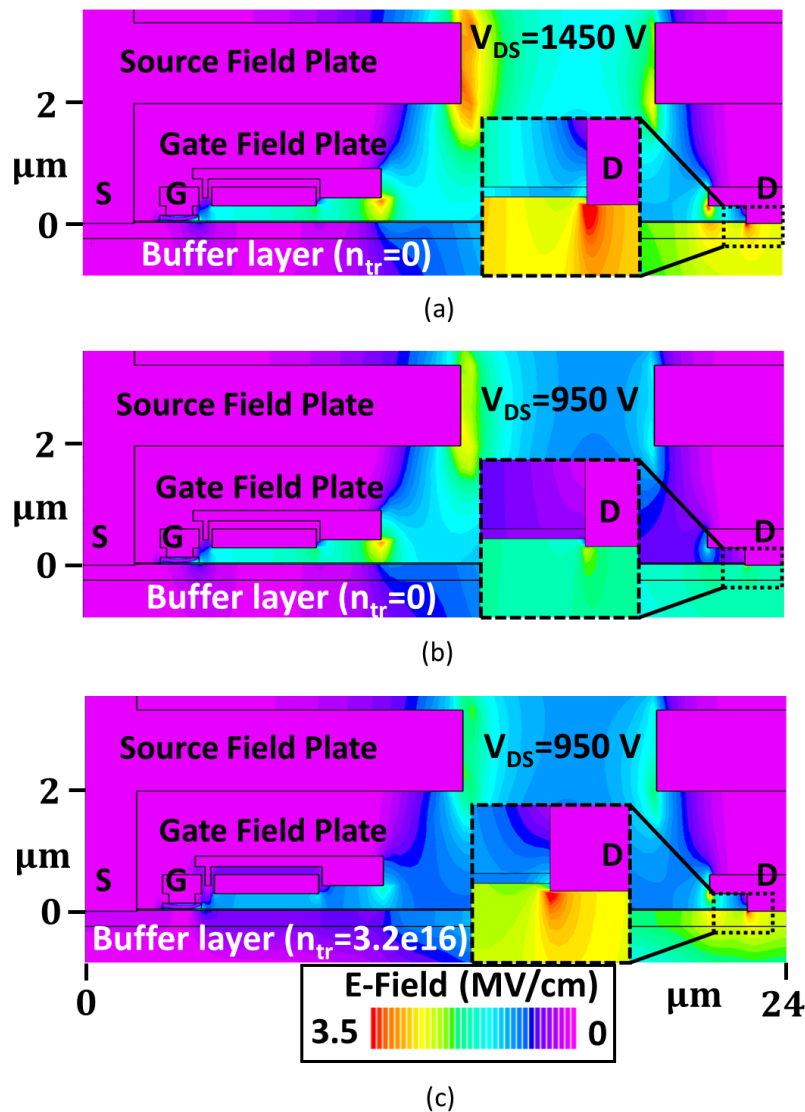 V_DS=1450 V
Source Field Plate
2
Gate Field Plate
μm
S
G
D
D
0
Buffer layer (n_tr=0)
(a)
V_DS=950 V
Source Field Plate
2
Gate Field Plate
μm
S
G
D
D
0
Buffer layer (n_tr=0)
(b)
V_DS=950 V
Source Field Plate
2
Gate Field Plate
μm
S
G
D
D
0
Buffer layer (n_tr=3.2e16)
0
E-Field (MV/cm)
3.5
0
μm
24
(c)